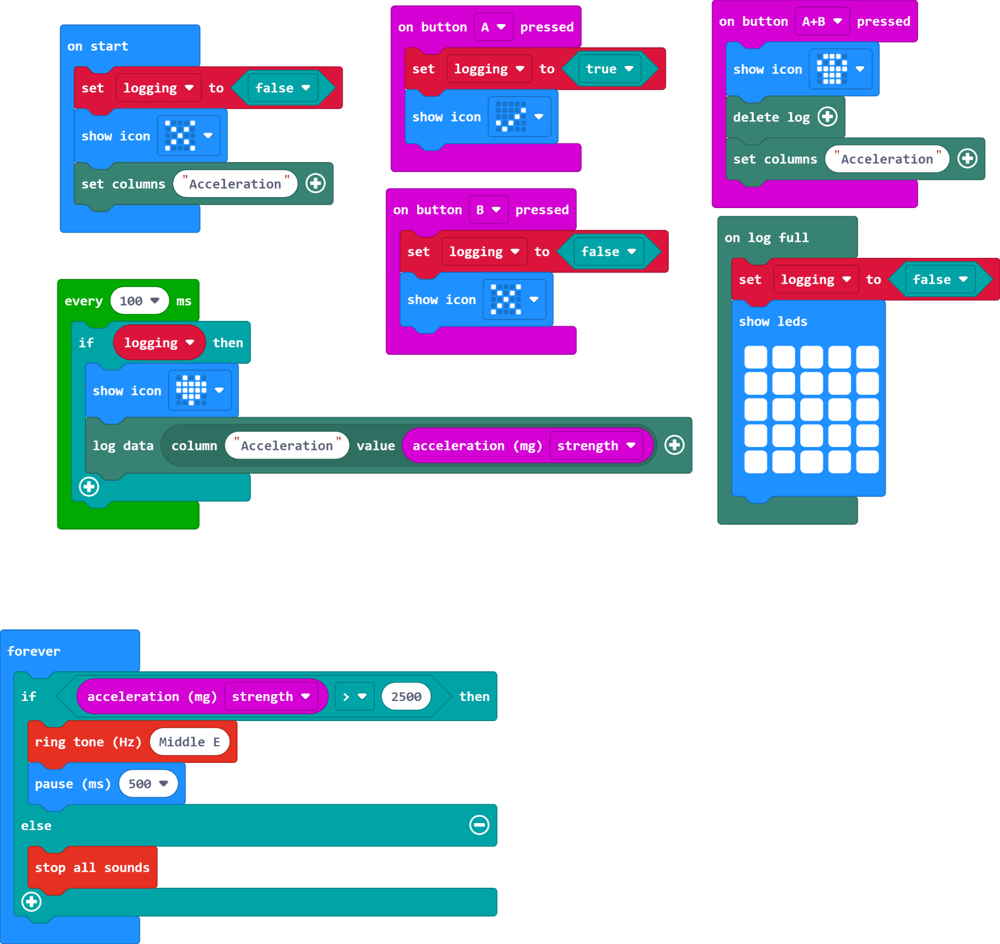 on start
set logging to false
show icon
set columns "Acceleration"
every 100 ms
if logging then
show icon
log data column "Acceleration" value acceleration (mg) strength
on button A pressed
set logging to true
show icon
on button B pressed
set logging to false
show icon
on button A+B pressed
show icon
delete log
set columns "Acceleration"
on log full
set logging to false
show leds
forever
if acceleration (mg) strength > 2500 then
ring tone (Hz) Middle E
pause (ms) 500
else
stop all sounds